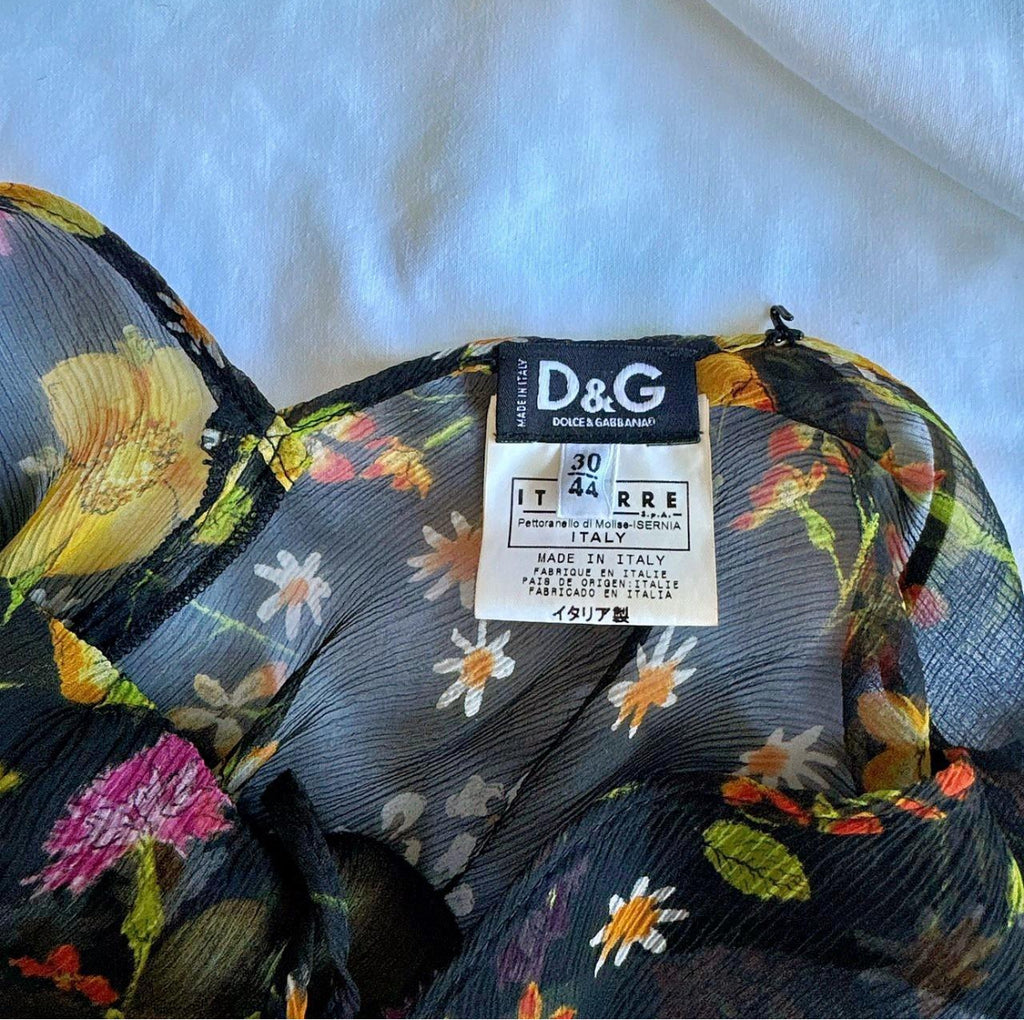 MADE IN ITALY
D&G
DOLCE & GABBANA
30
44
IT RRE
S.p.A.
Pettoranello di Molise-ISERNIA
ITALY
MADE IN ITALY
FABRIQUE EN ITALIE
PAIS DE ORIGEN:ITALIE
FABRICADO EN ITALIA
イタリア製